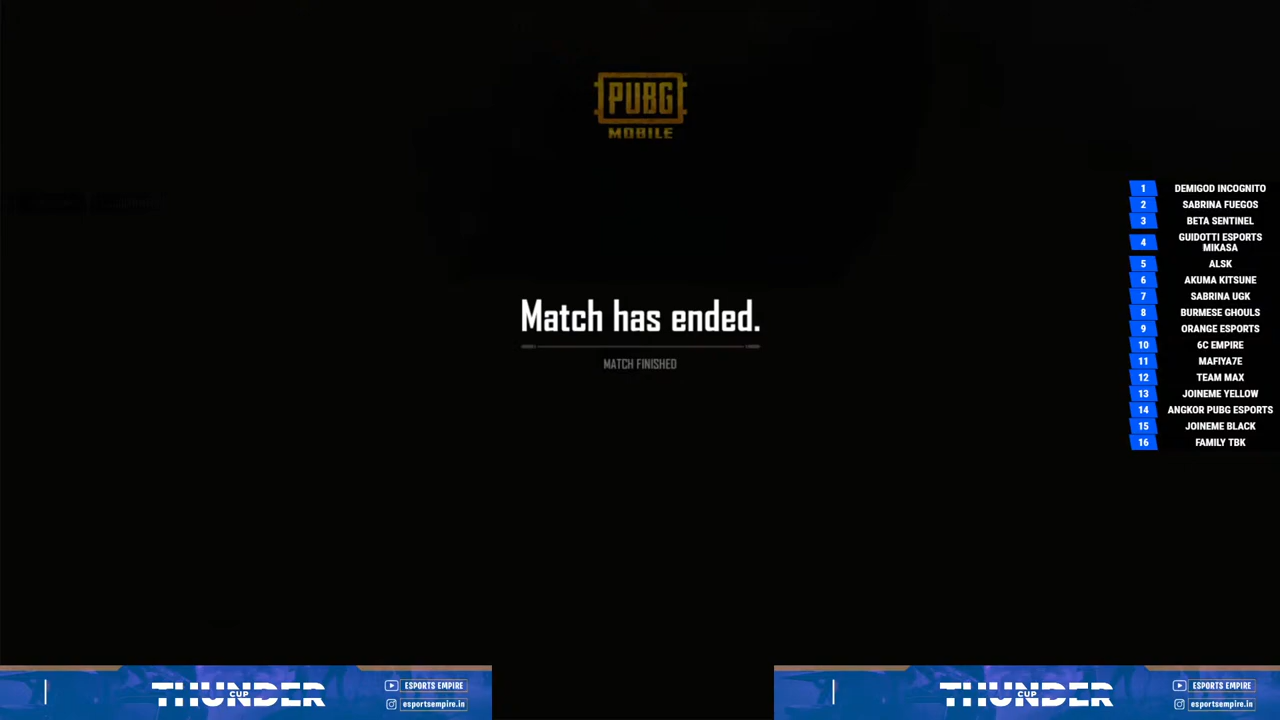 PUBG
MOBILE
1 DEMIGOD INCOGNITO
2 SABRINA FUEGOS
3 BETA SENTINEL
4 GUIDOTTI ESPORTS
MIKASA
5 ALSK
6 AKUMA KITSUNE
7 SABRINA UGK
8 BURMESE GHOULS
9 ORANGE ESPORTS
10 6C EMPIRE
11 MAFIYA7E
12 TEAM MAX
13 JOINEME YELLOW
14 ANGKOR PUBG ESPORTS
15 JOINEME BLACK
16 FAMILY TBK
Match has ended.
MATCH FINISHED
THUNDER
CUP
ESPORTS EMPIRE
esportsempire.in
THUNDER
CUP
ESPORTS EMPIRE
esportsempire.in